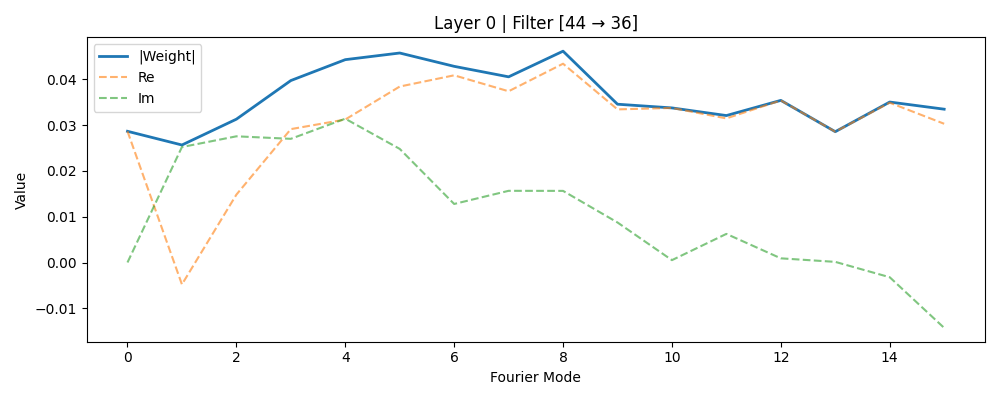 Layer 0 | Filter [44 → 36]
|Weight|
Re
Im
Value
0.04
0.03
0.02
0.01
0.00
−0.01
0 2 4 6 8 10 12 14
Fourier Mode